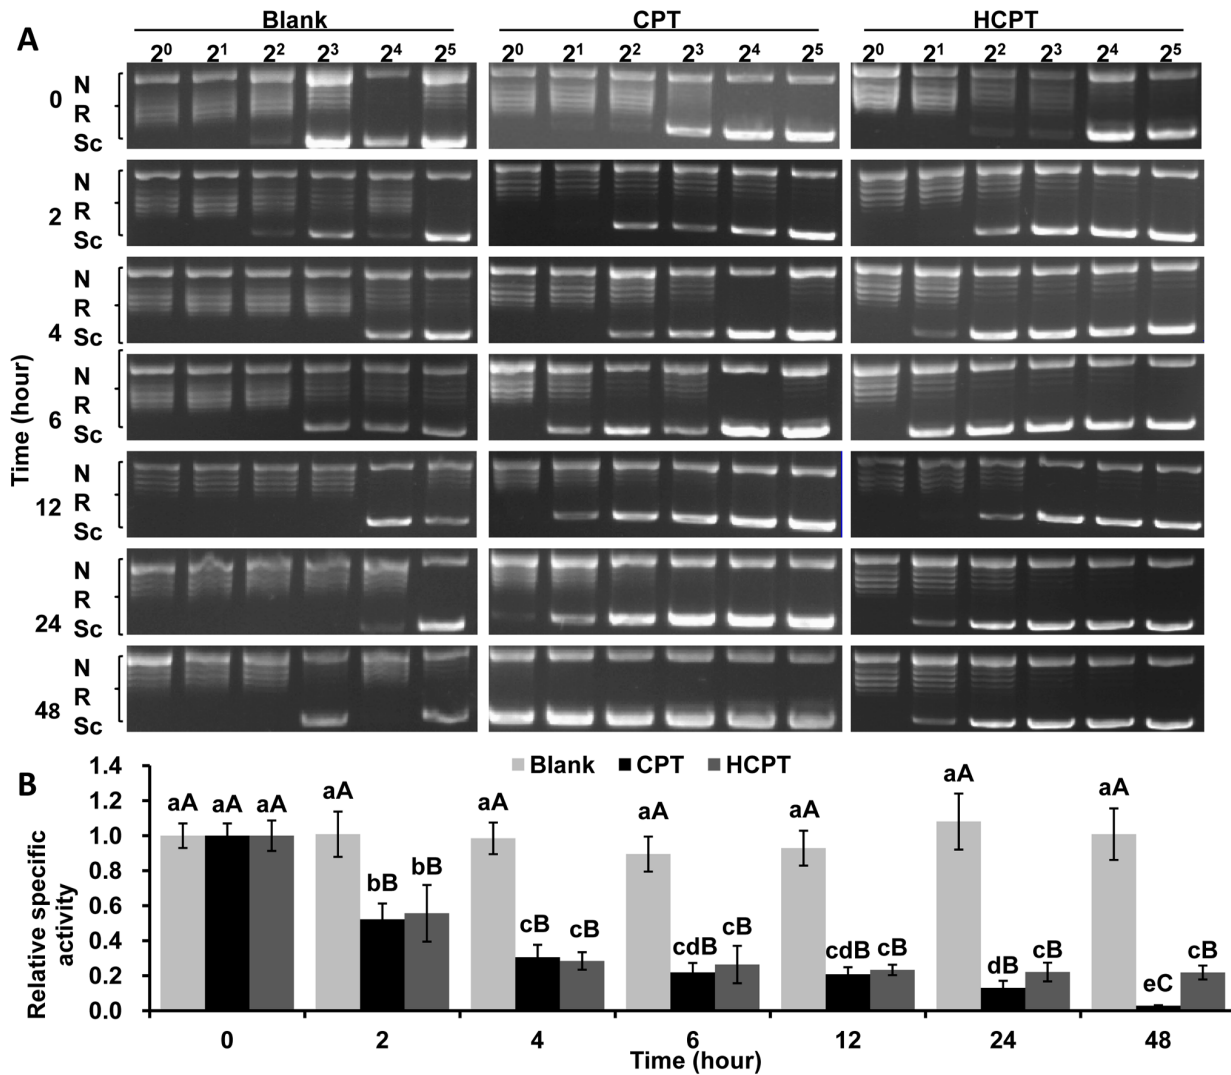 A
Blank CPT HCPT
2⁰ 2¹ 2² 2³ 2⁴ 2⁵ 2⁰ 2¹ 2² 2³ 2⁴ 2⁵ 2⁰ 2¹ 2² 2³ 2⁴ 2⁵
Time (hour)
0 N
R
Sc
2 N
R
Sc
4 N
R
Sc
6 N
R
Sc
12 N
R
Sc
24 N
R
Sc
48 N
R
Sc
B
Blank CPT HCPT
Relative specific
activity
1.4
1.2
1.0
0.8
0.6
0.4
0.2
0.0
aA aA aA aA bB bB aA cB cB aA cdB cB aA cdB cB aA dB cB aA eC cB
0 2 4 6 12 24 48
Time (hour)